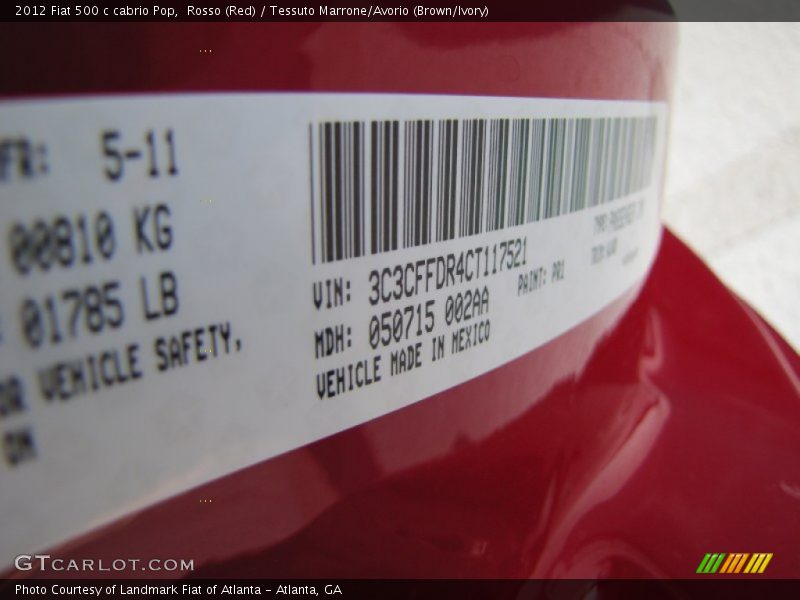 2012 Fiat 500 c cabrio Pop,  Rosso (Red) / Tessuto Marrone/Avorio (Brown/Ivory)
FR: 5-11
00810 KG
01785 LB
VEHICLE SAFETY,
ON
VIN: 3C3CFFDR4CT117521
MDH: 050715 002AA
PAINT: PR1
VEHICLE MADE IN MEXICO
GTCARLOT.COM
Photo Courtesy of Landmark Fiat of Atlanta - Atlanta, GA